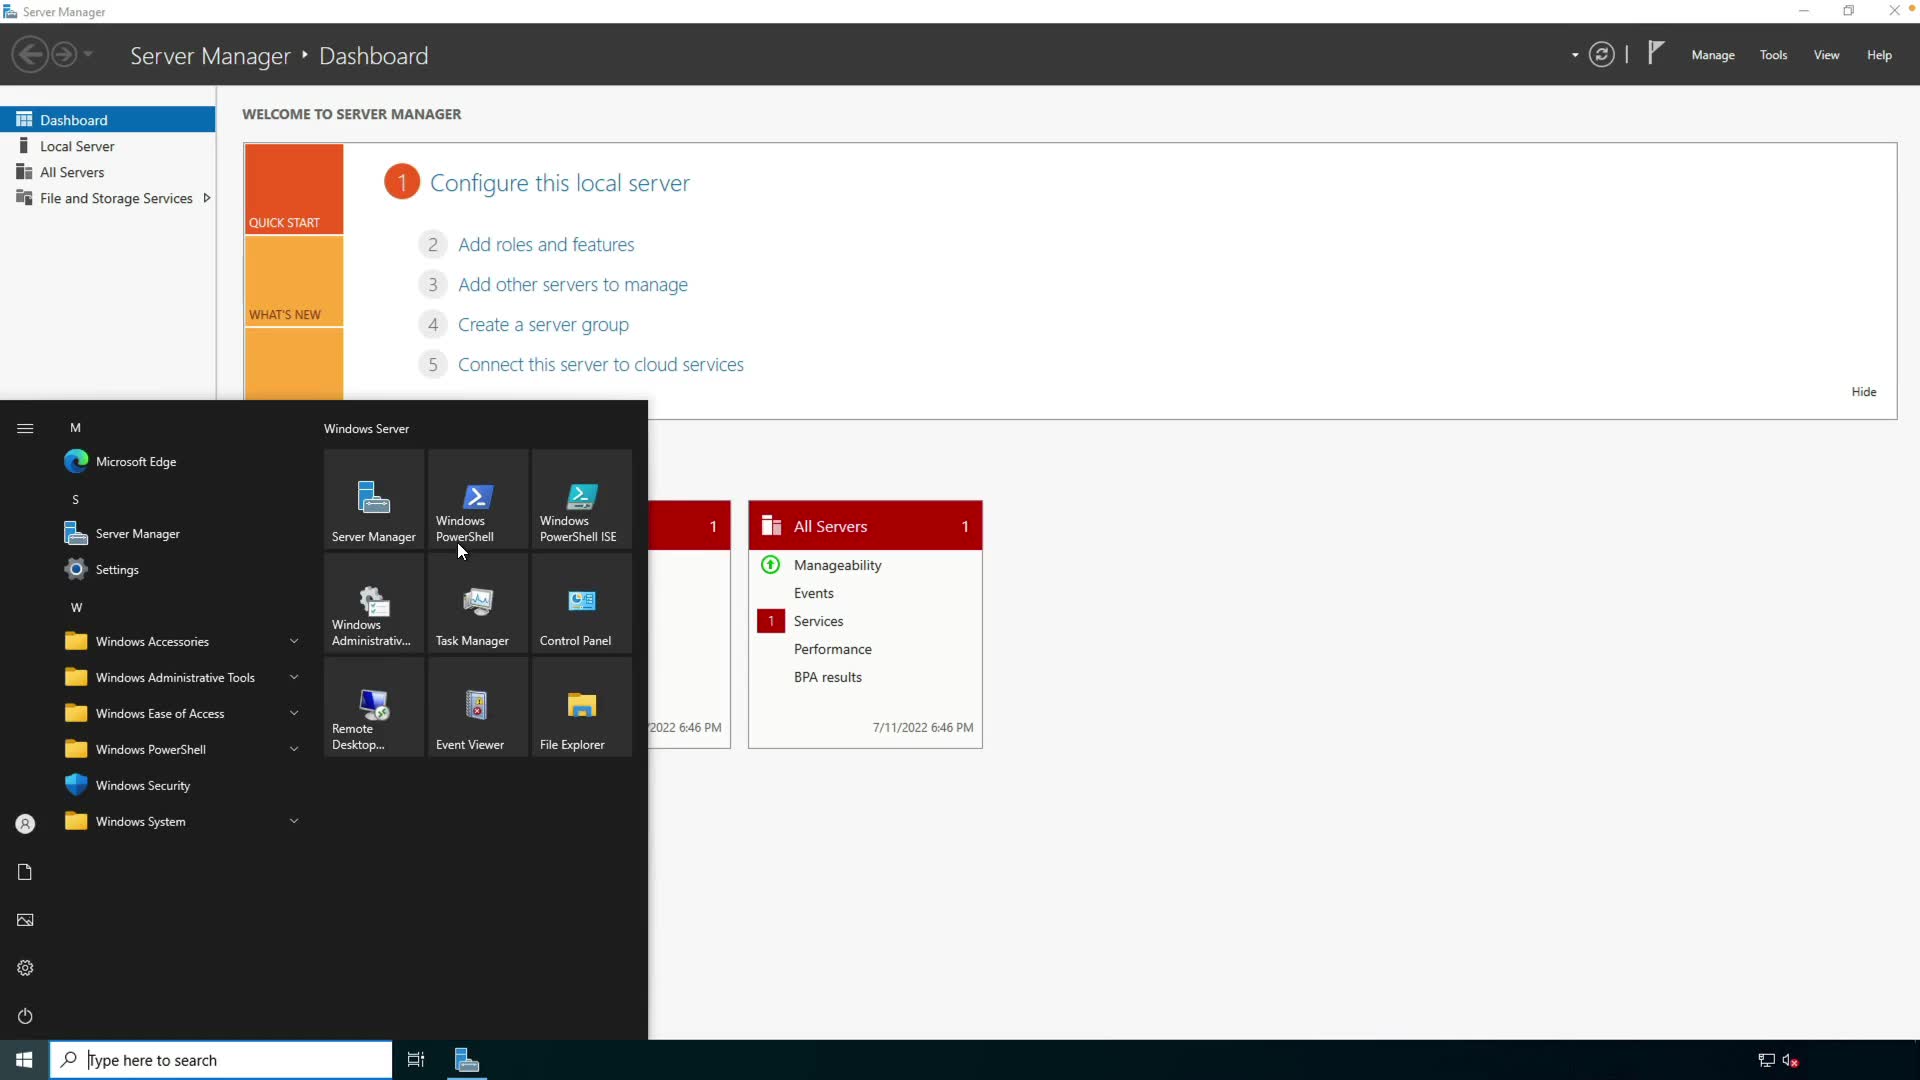 Server Manager
Server Manager ‣ Dashboard
Manage Tools View Help
Dashboard
Local Server
All Servers
File and Storage Services
WELCOME TO SERVER MANAGER
QUICK START
WHAT'S NEW
1 Configure this local server
2 Add roles and features
3 Add other servers to manage
4 Create a server group
5 Connect this server to cloud services
Hide
M
Microsoft Edge
S
Server Manager
Settings
W
Windows Accessories
Windows Administrative Tools
Windows Ease of Access
Windows PowerShell
Windows Security
Windows System
Windows Server
Server Manager
Windows
PowerShell
Windows
PowerShell ISE
Windows
Administrativ...
Task Manager
Control Panel
Remote
Desktop...
Event Viewer
File Explorer
1
/2022 6:46 PM
All Servers 1
Manageability
Events
1 Services
Performance
BPA results
7/11/2022 6:46 PM
Type here to search